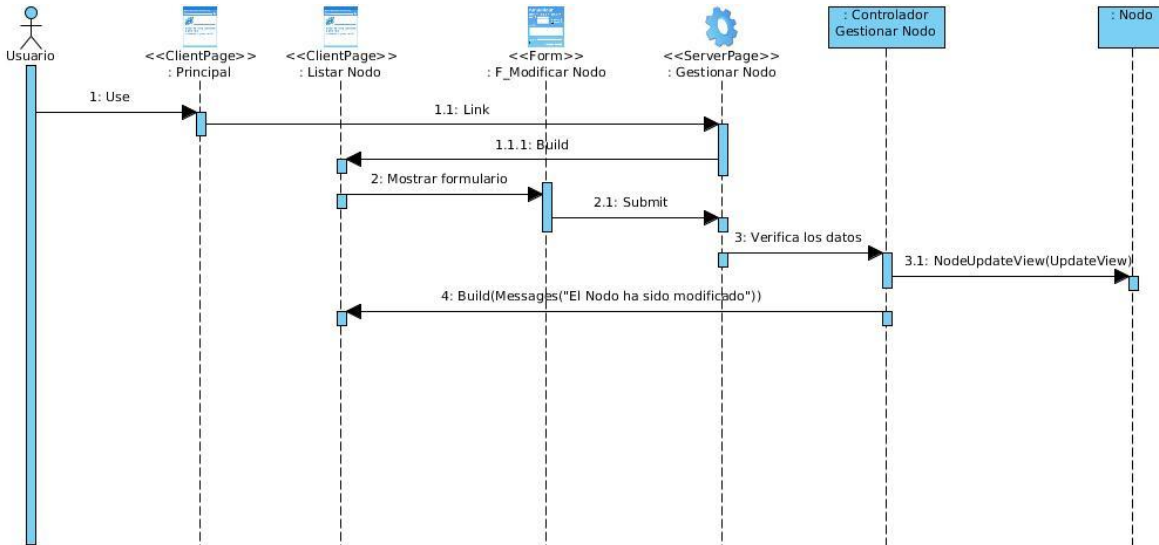 Usuario
<<ClientPage>>
: Principal
<<ClientPage>>
: Listar Nodo
<<Form>>
: F_Modificar Nodo
<<ServerPage>>
: Gestionar Nodo
: Controlador
Gestionar Nodo
: Nodo
1: Use
1.1: Link
1.1.1: Build
2: Mostrar formulario
2.1: Submit
3: Verifica los datos
3.1: NodeUpdateView(UpdateView)
4: Build(Messages("El Nodo ha sido modificado"))